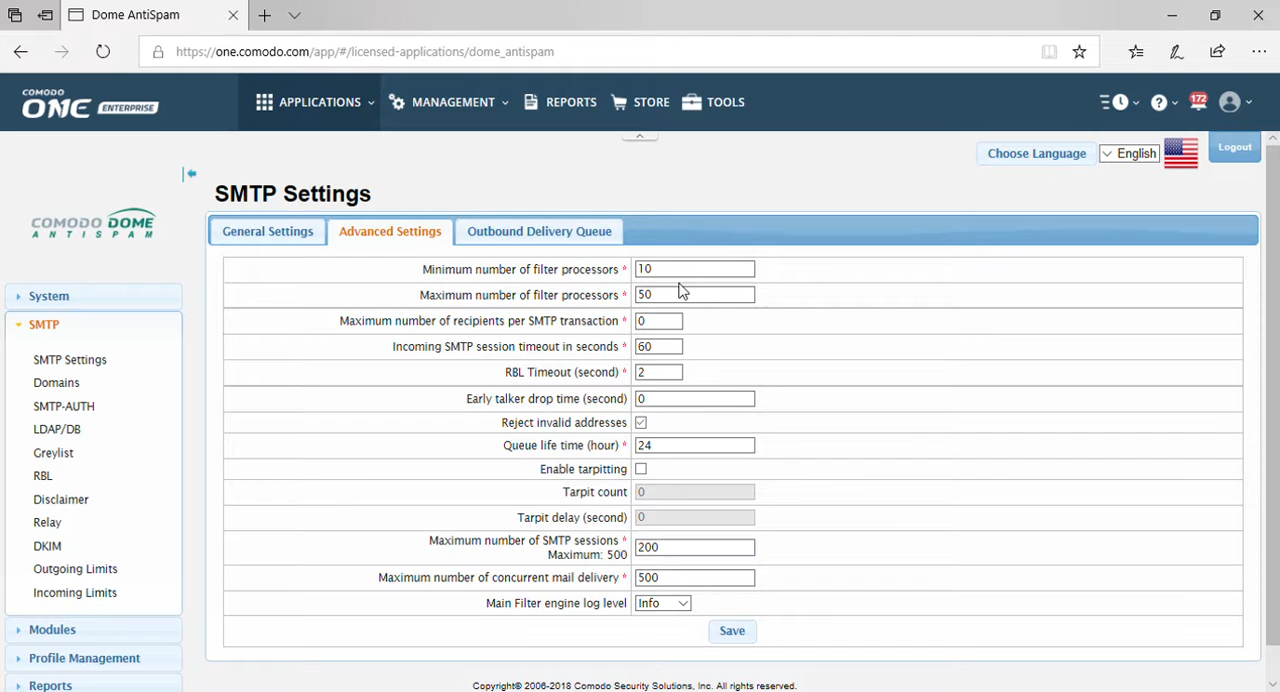 Dome AntiSpam
https://one.comodo.com/app/#/licensed-applications/dome_antispam
COMODO
ONE ENTERPRISE
APPLICATIONS
MANAGEMENT
REPORTS
STORE
TOOLS
172
Choose Language
English
Logout
COMODO DOME
ANTISPAM
SMTP Settings
General Settings
Advanced Settings
Outbound Delivery Queue
System
SMTP
SMTP Settings
Domains
SMTP-AUTH
LDAP/DB
Greylist
RBL
Disclaimer
Relay
DKIM
Outgoing Limits
Incoming Limits
Modules
Profile Management
Reports
Minimum number of filter processors * 10
Maximum number of filter processors * 50
Maximum number of recipients per SMTP transaction * 0
Incoming SMTP session timeout in seconds * 60
RBL Timeout (second) * 2
Early talker drop time (second) 0
Reject invalid addresses
Queue life time (hour) * 24
Enable tarpitting
Tarpit count 0
Tarpit delay (second) 0
Maximum number of SMTP sessions *
Maximum: 500
200
Maximum number of concurrent mail delivery * 500
Main Filter engine log level Info
Save
Copyright© 2006-2018 Comodo Security Solutions, Inc. All rights reserved.